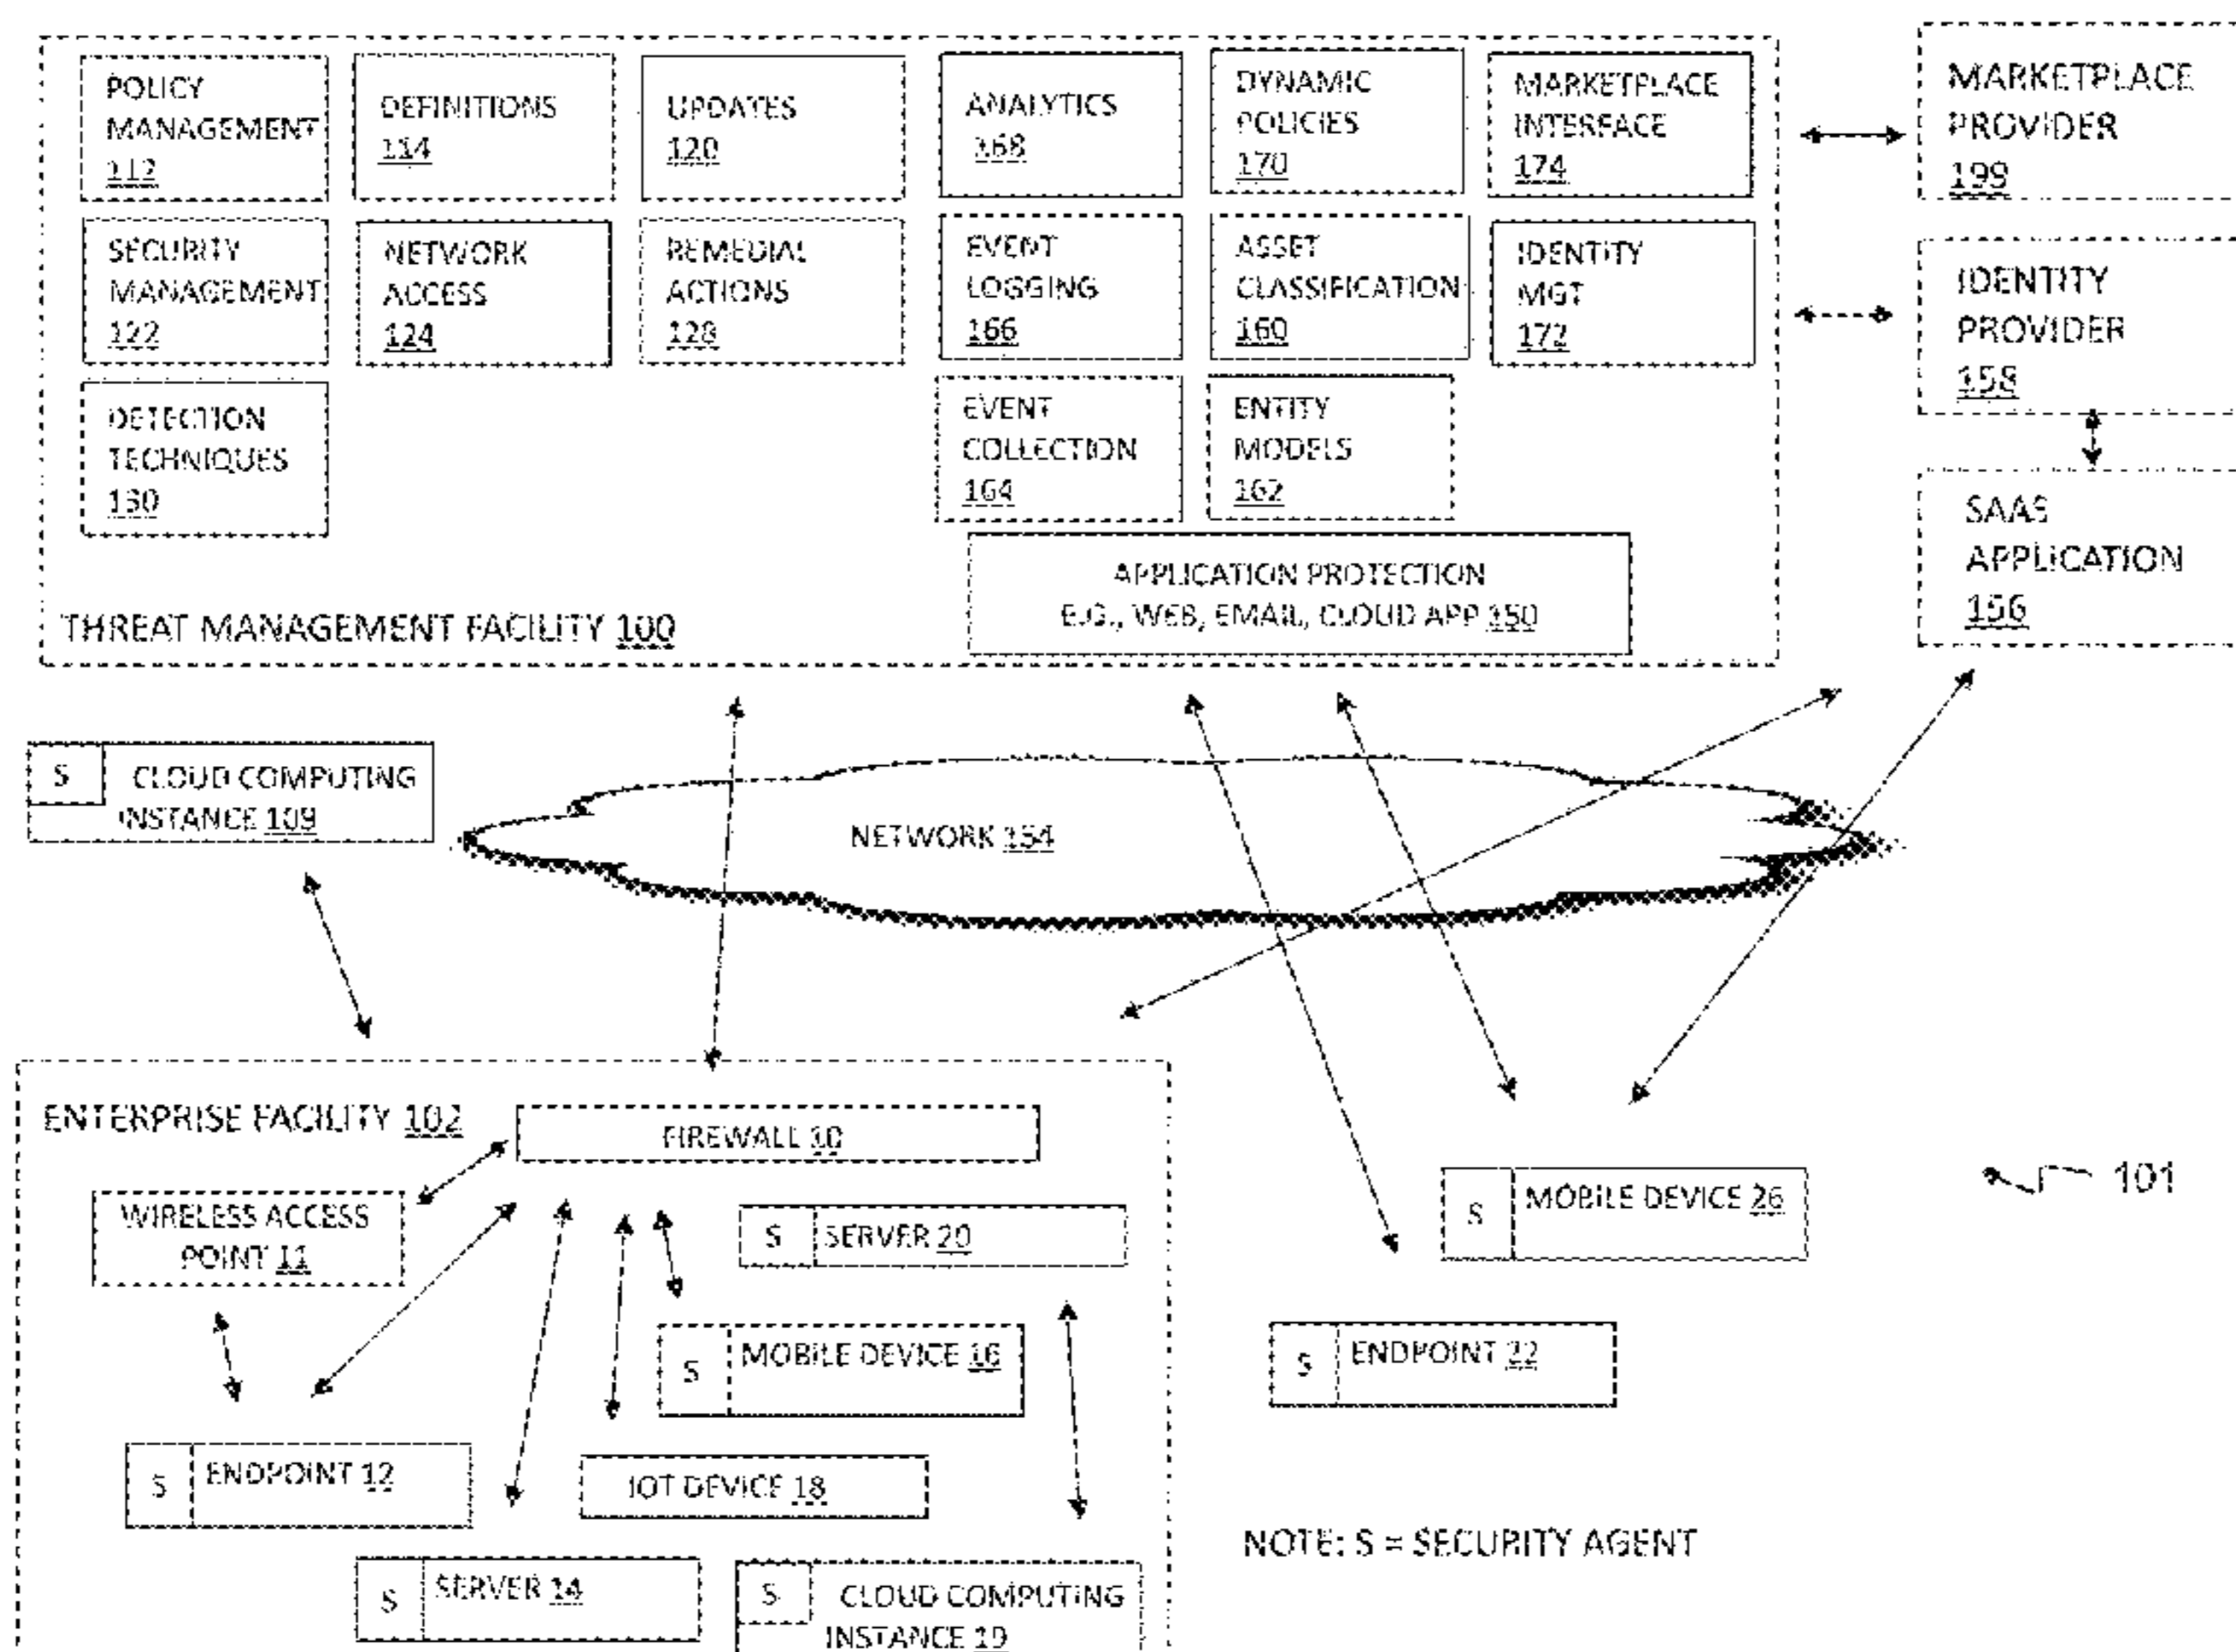 POLICY
MANAGEMENT
112
DEFINITIONS
114
UPDATES
120
ANALYTICS
168
DYNAMIC
POLICIES
170
MARKETPLACE
INTERFACE
174
MARKETPLACE
PROVIDER
199
SECURITY
MANAGEMENT
122
NETWORK
ACCESS
124
REMEDIAL
ACTIONS
128
EVENT
LOGGING
166
ASSET
CLASSIFICATION
160
IDENTITY
MGT
172
IDENTITY
PROVIDER
158
DETECTION
TECHNIQUES
130
EVENT
COLLECTION
164
ENTITY
MODELS
162
SAAS
APPLICATION
156
APPLICATION PROTECTION
E.G., WEB, EMAIL, CLOUD APP 150
THREAT MANAGEMENT FACILITY 100
S
CLOUD COMPUTING
INSTANCE 109
NETWORK 154
ENTERPRISE FACILITY 102
FIREWALL 10
WIRELESS ACCESS
POINT 11
S SERVER 20
S MOBILE DEVICE 26
101
S MOBILE DEVICE 16
S ENDPOINT 22
S ENDPOINT 12
IOT DEVICE 18
NOTE: S = SECURITY AGENT
S SERVER 14
S
CLOUD COMPUTING
INSTANCE 19